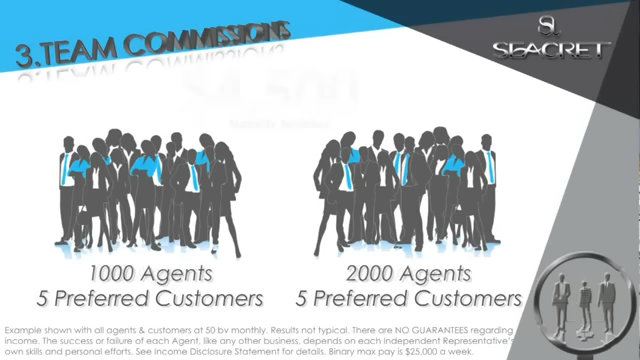 3.TEAM COMMISSIONS
SEACRET
1000 Agents
5 Preferred Customers
2000 Agents
5 Preferred Customers
Example shown with all agents & customers at 50 bv monthly. Results not typical. There are NO GUARANTEES regarding
income. The success or failure of each Agent, like any other business, depends on each Independent Representative's
own skills and personal efforts. See Income Disclosure Statement for details. Binary max pay is $25,000 a week.